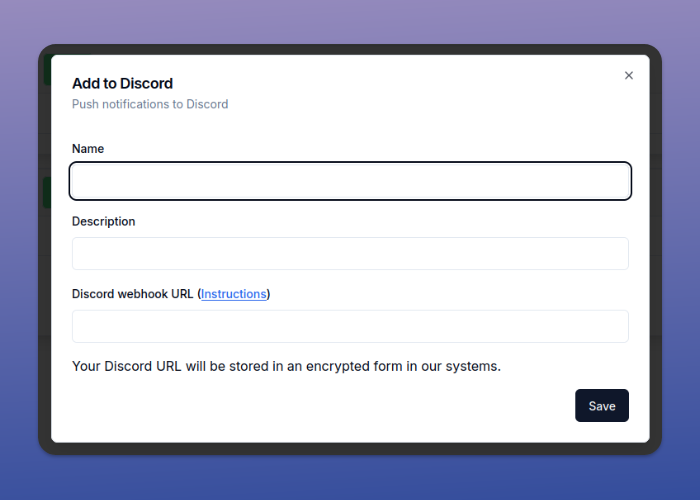 Add to Discord
Push notifications to Discord
Name
Description
Discord webhook URL (Instructions)
Your Discord URL will be stored in an encrypted form in our systems.
Save